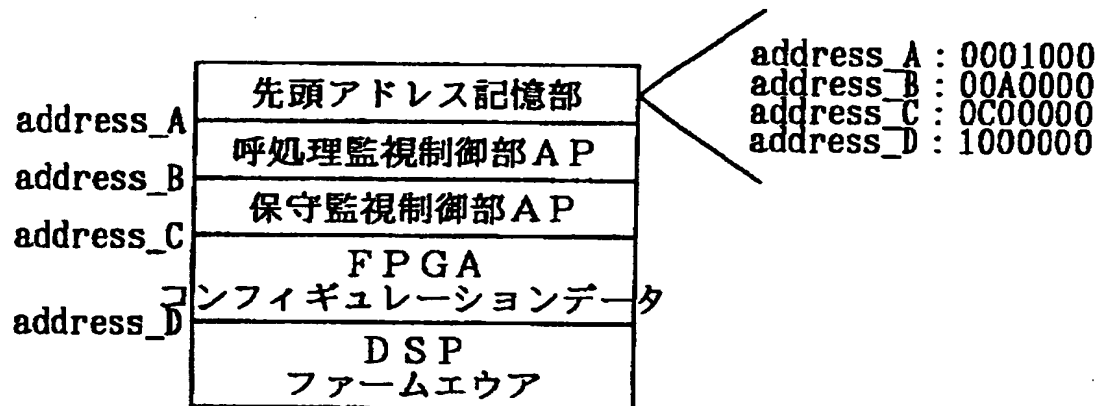 先頭アドレス記憶部
address_A
呼処理監視制御部AP
address_B
保守監視制御部AP
address_C
FPGA
コンフィギュレーションデータ
address_D
DSP
ファームエウア
address_A : 0001000
address_B : 00A0000
address_C : 0C00000
address_D : 1000000